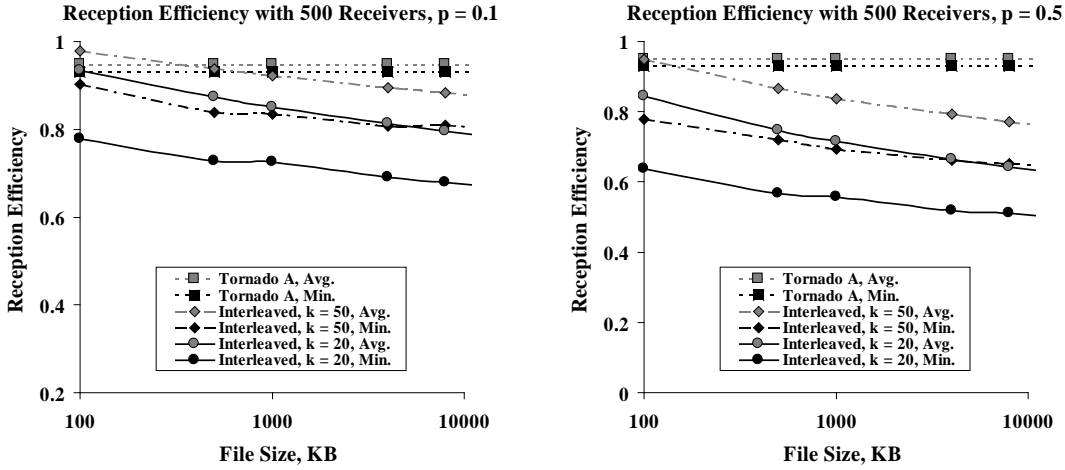 Reception Efficiency with 500 Receivers, p = 0.1
1
0.8
0.6
0.4
0.2
Reception Efficiency
100
1000
10000
File Size, KB
Tornado A, Avg.
Tornado A, Min.
Interleaved, k = 50, Avg.
Interleaved, k = 50, Min.
Interleaved, k = 20, Avg.
Interleaved, k = 20, Min.
Reception Efficiency with 500 Receivers, p = 0.5
1
0.8
0.6
0.4
0.2
0
Reception Efficiency
100
1000
10000
File Size, KB
Tornado A, Avg.
Tornado A, Min.
Interleaved, k = 50, Avg.
Interleaved, k = 50, Min.
Interleaved, k = 20, Avg.
Interleaved, k = 20, Min.